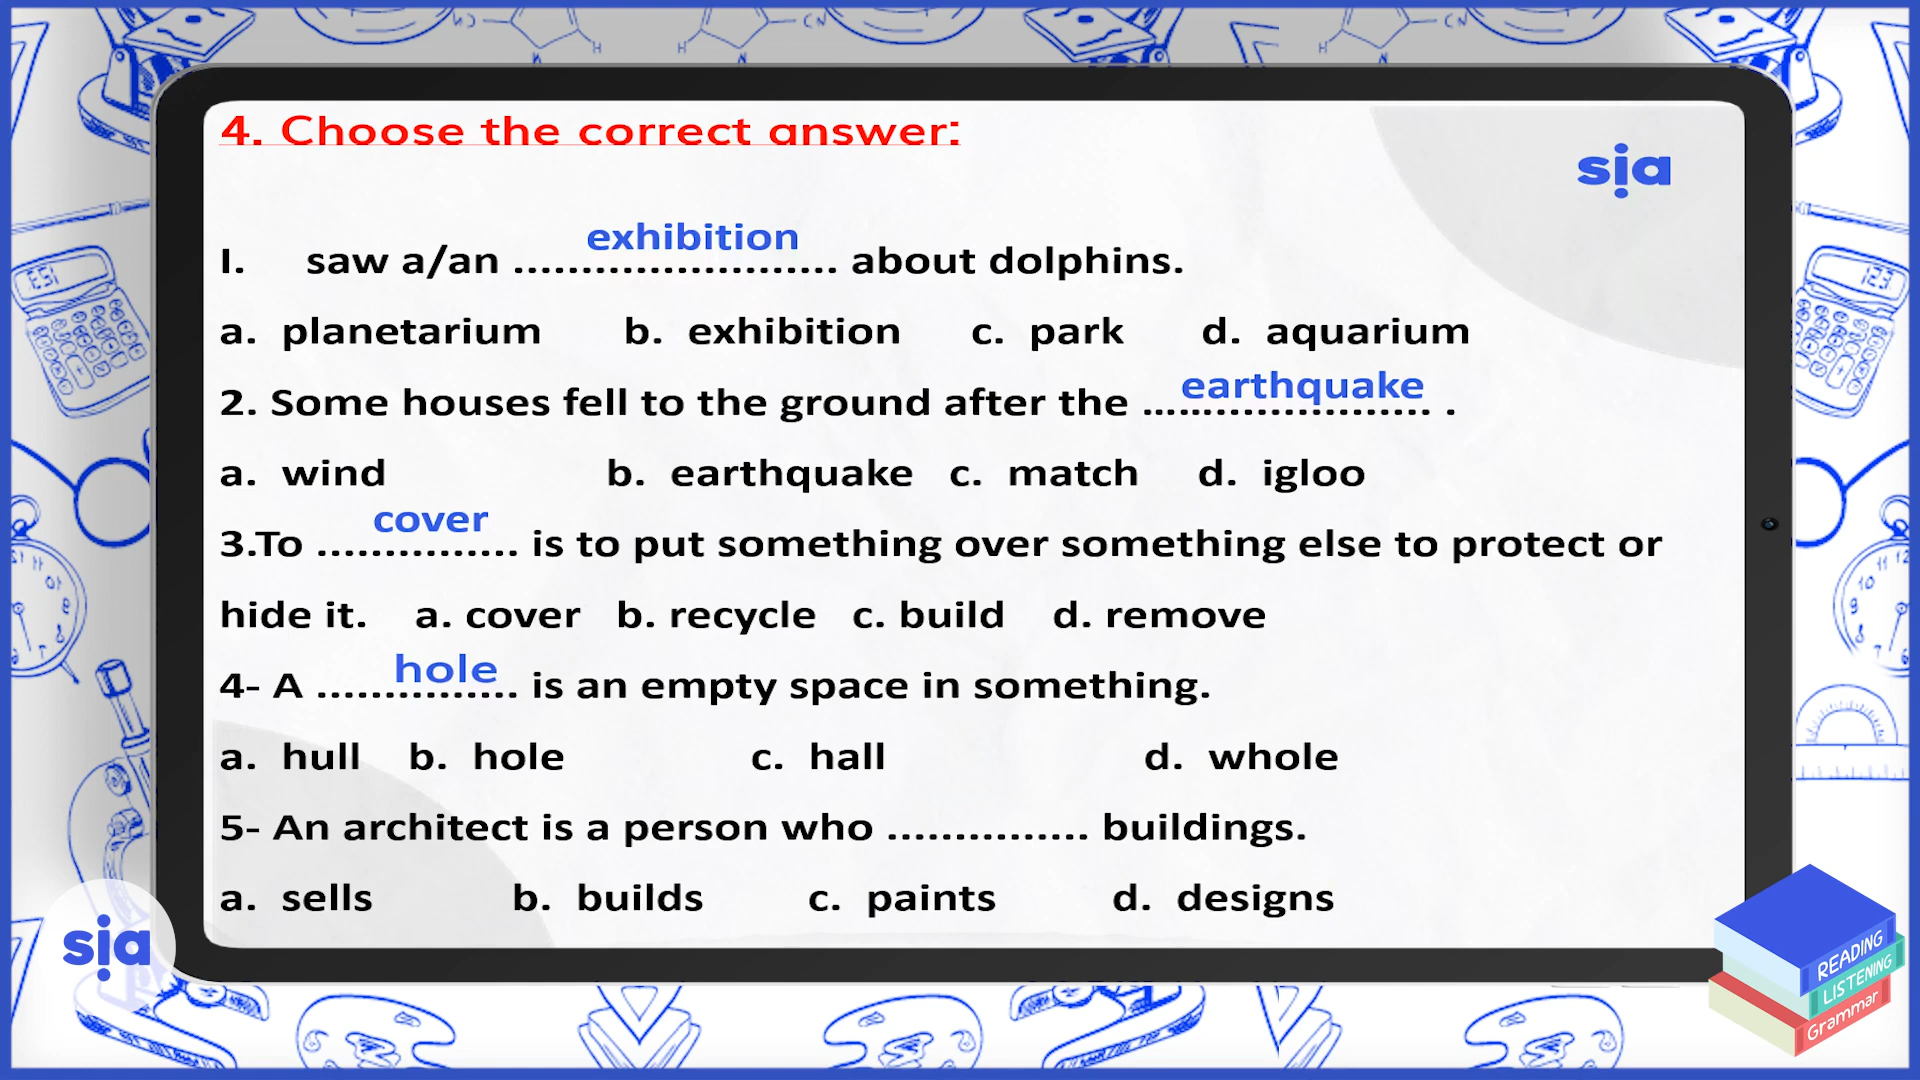 4. Choose the correct answer:
sia
exhibition
I. saw a/an ........................ about dolphins.
a. planetarium b. exhibition c. park d. aquarium
earthquake
2. Some houses fell to the ground after the ........................ .
a. wind b. earthquake c. match d. igloo
cover
3.To ............... is to put something over something else to protect or
hide it. a. cover b. recycle c. build d. remove
hole
4- A ............... is an empty space in something.
a. hull b. hole c. hall d. whole
5- An architect is a person who ............... buildings.
a. sells b. builds c. paints d. designs
sia
READING
LISTENING
Grammar